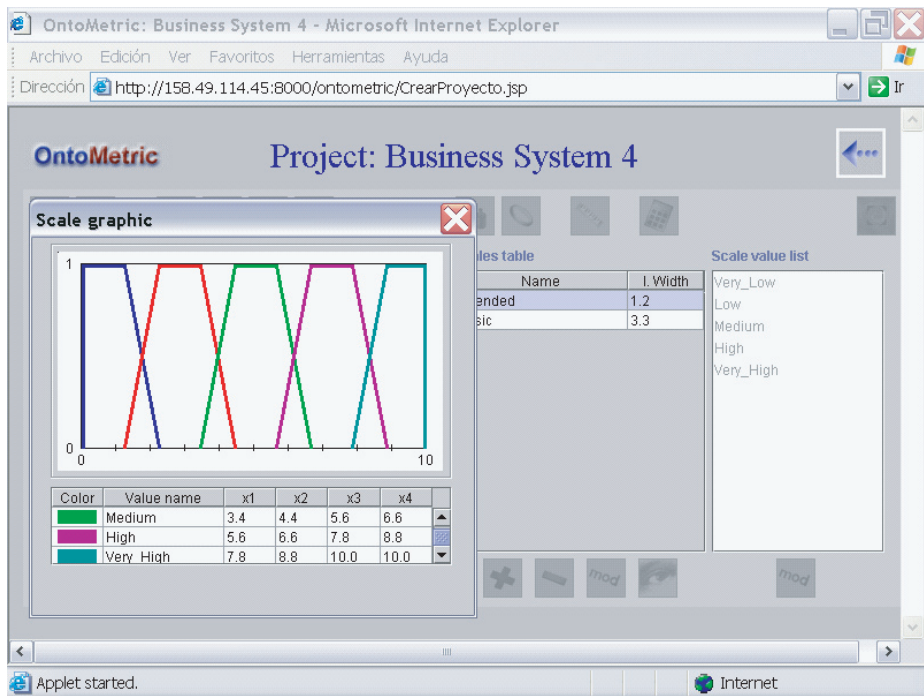 OntoMetric: Business System 4 - Microsoft Internet Explorer
Archivo Edición Ver Favoritos Herramientas Ayuda
Dirección http://158.49.114.45:8000/ontometric/CrearProyecto.jsp Ir
OntoMetric Project: Business System 4
Scale graphic
les table
Scale value list
Name I. Width
ended 1.2
sic 3.3
Very_Low
Low
Medium
High
Very_High
1
0
0 10
Color Value name x1 x2 x3 x4
Medium 3.4 4.4 5.6 6.6
High 5.6 6.6 7.8 8.8
Very_High 7.8 8.8 10.0 10.0
mod mod
Applet started. Internet